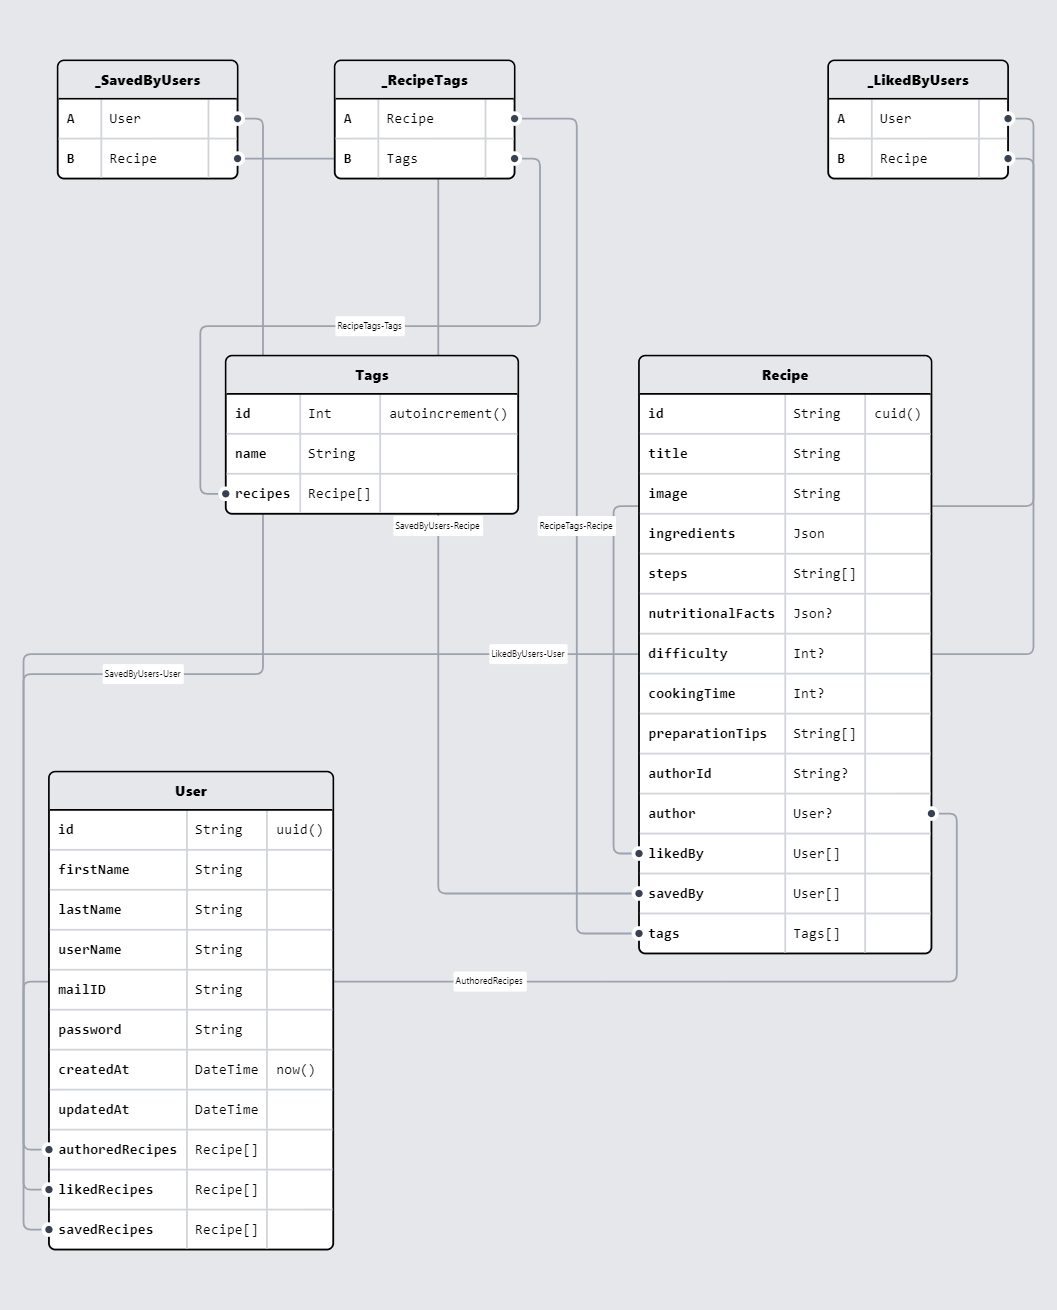 _SavedByUsers
A User
B Recipe
_RecipeTags
A Recipe
B Tags
_LikedByUsers
A User
B Recipe
RecipeTags-Tags
Tags
id Int autoincrement()
name String
recipes Recipe[]
SavedByUsers-Recipe
RecipeTags-Recipe
Recipe
id String cuid()
title String
image String
ingredients Json
steps String[]
nutritionalFacts Json?
difficulty Int?
cookingTime Int?
preparationTips String[]
authorId String?
author User?
likedBy User[]
savedBy User[]
tags Tags[]
LikedByUsers-User
SavedByUsers-User
User
id String uuid()
firstName String
lastName String
userName String
mailID String
password String
createdAt DateTime now()
updatedAt DateTime
authoredRecipes Recipe[]
likedRecipes Recipe[]
savedRecipes Recipe[]
AuthoredRecipes